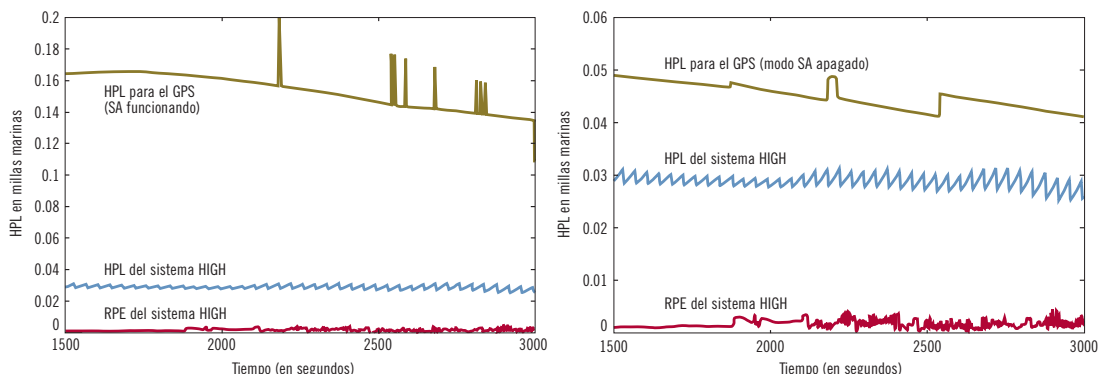 HPL en millas marinas
0.2
0.18
0.16
0.14
0.12
0.1
0.08
0.06
0.04
0.02
0
HPL para el GPS
(SA funcionando)
HPL del sistema HIGH
RPE del sistema HIGH
1500
2000
2500
3000
Tiempo (en segundos)
HPL en millas marinas
0.06
0.05
0.04
0.03
0.02
0.01
0
HPL para el GPS (modo SA apagado)
HPL del sistema HIGH
RPE del sistema HIGH
1500
2000
2500
3000
Tiempo (en segundos)